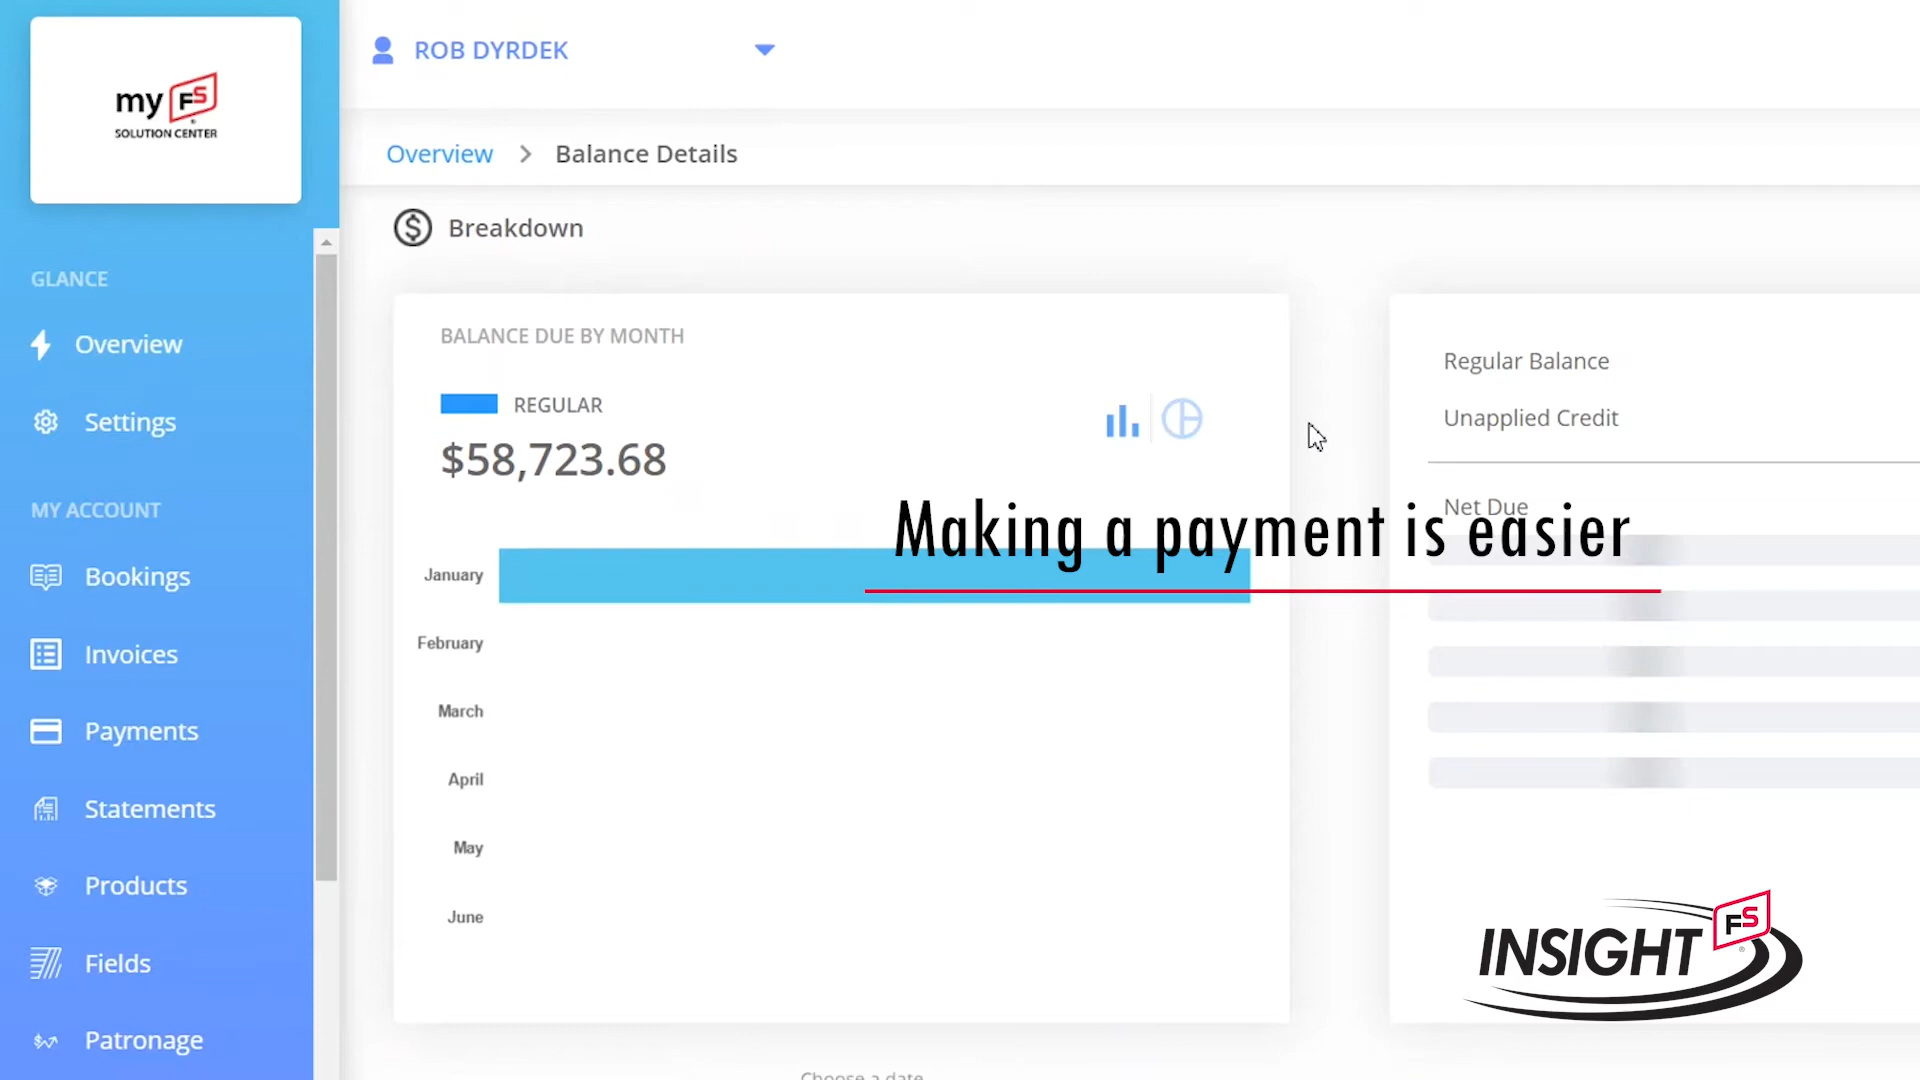 my FS
SOLUTION CENTER
ROB DYRDEK
Overview > Balance Details
Breakdown
GLANCE
Overview
Settings
MY ACCOUNT
Bookings
Invoices
Payments
Statements
Products
Fields
Patronage
BALANCE DUE BY MONTH
REGULAR
$58,723.68
January
February
March
April
May
June
Regular Balance
Unapplied Credit
Net Due
Making a payment is easier
Choose a date
INSIGHT FS